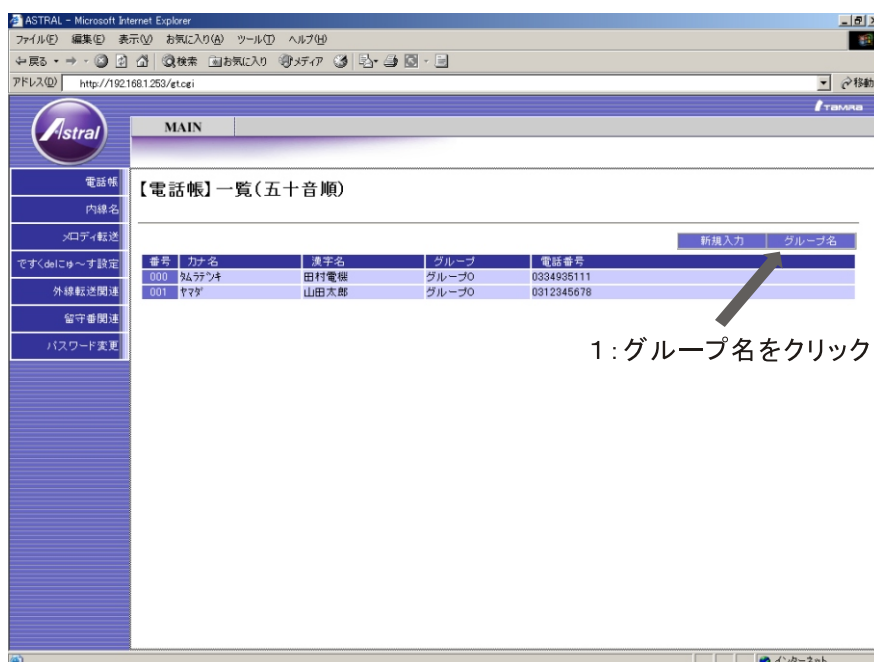 ASTRAL - Microsoft Internet Explorer
ファイル(F) 編集(E) 表示(V) お気に入り(A) ツール(T) ヘルプ(H)
戻る 検索 お気に入り メディア
アドレス(D) http://192.168.1.253/gt.cgi 移動
TAMRA
Astral MAIN
電話帳
内線名
メロディ転送
ですくdeにゅ～す設定
外線転送関連
留守番関連
パスワード変更
【電話帳】一覧(五十音順)
新規入力 グループ名
番号 カナ名 漢字名 グループ 電話番号
000 タムラデンキ 田村電機 グループ0 0334935111
001 ヤマダ 山田太郎 グループ0 0312345678
1:グループ名をクリック
インターネット